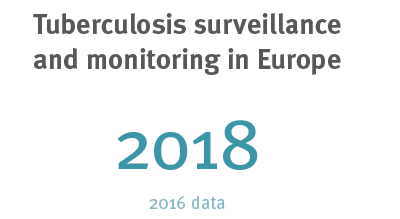 Tuberculosis surveillance
and monitoring in Europe
2018
2016 data